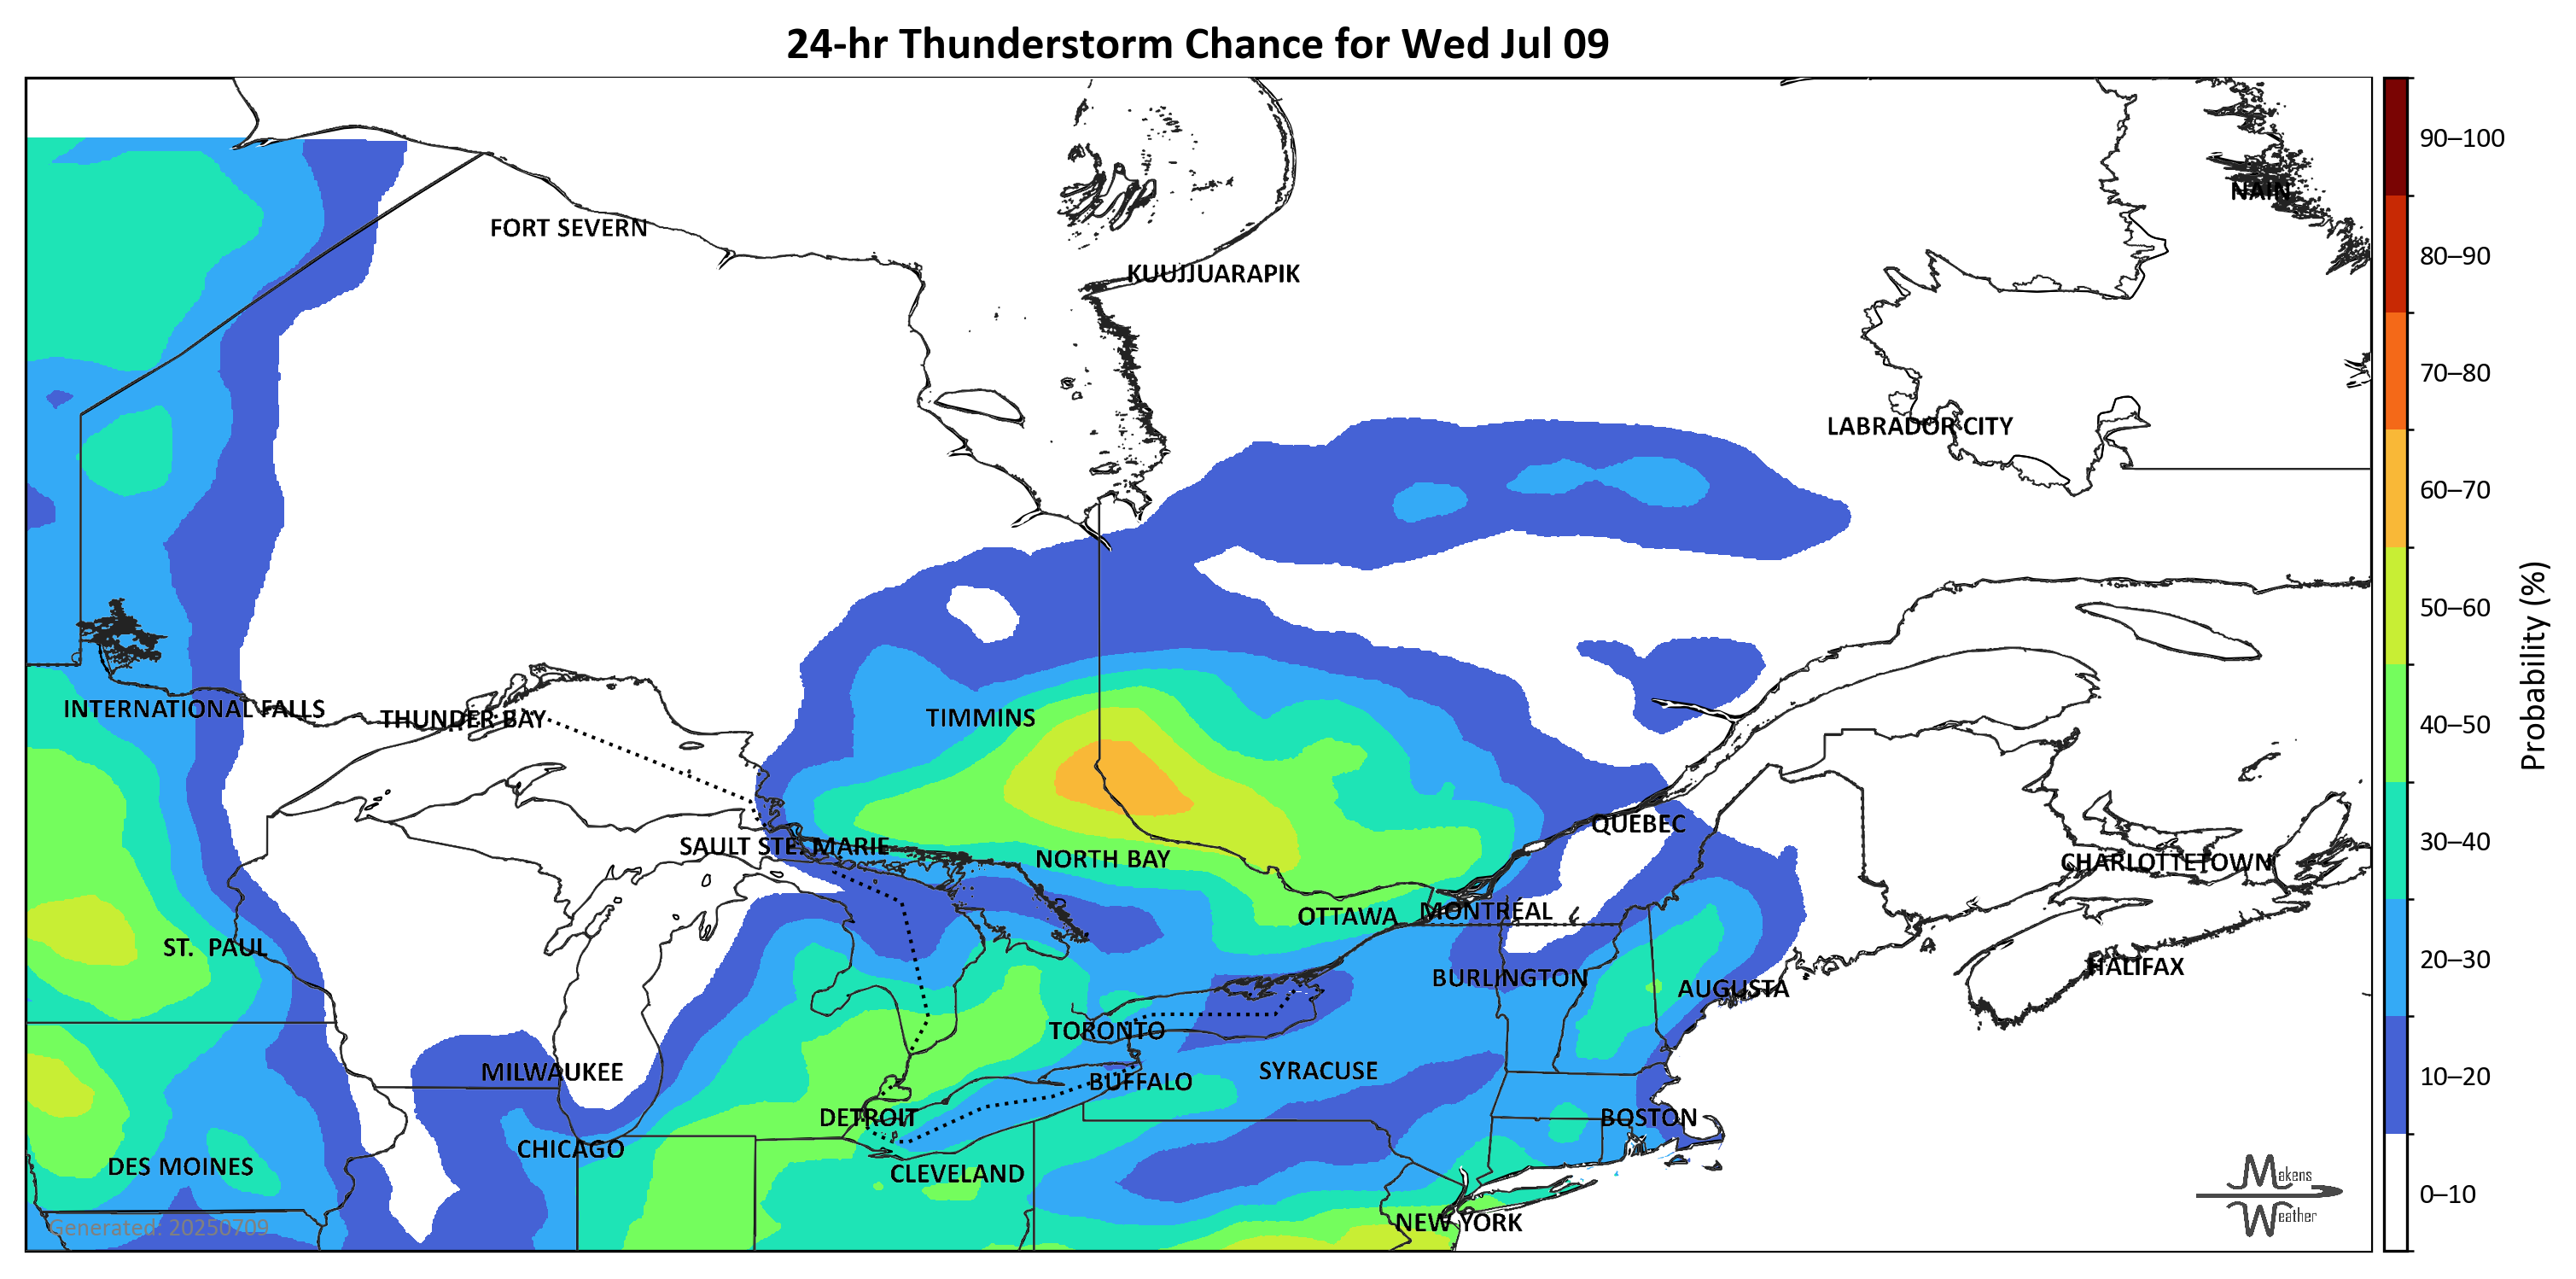 24-hr Thunderstorm Chance for Wed Jul 09
90–100
NAIN
FORT SEVERN
80–90
KUUJJUARAPIK
70–80
LABRADOR CITY
60–70
50–60
INTERNATIONAL FALLS
THUNDER BAY
TIMMINS
40–50
Probability (%)
QUEBEC
SAULT STE. MARIE
NORTH BAY
30–40
CHARLOTTETOWN
OTTAWA
MONTREAL
ST. PAUL
20–30
HALIFAX
BURLINGTON
AUGUSTA
TORONTO
MILWAUKEE
SYRACUSE
BUFFALO
10–20
DETROIT
BOSTON
CHICAGO
DES MOINES
CLEVELAND
Makens
Weather
0–10
NEW YORK
Generated: 20250709